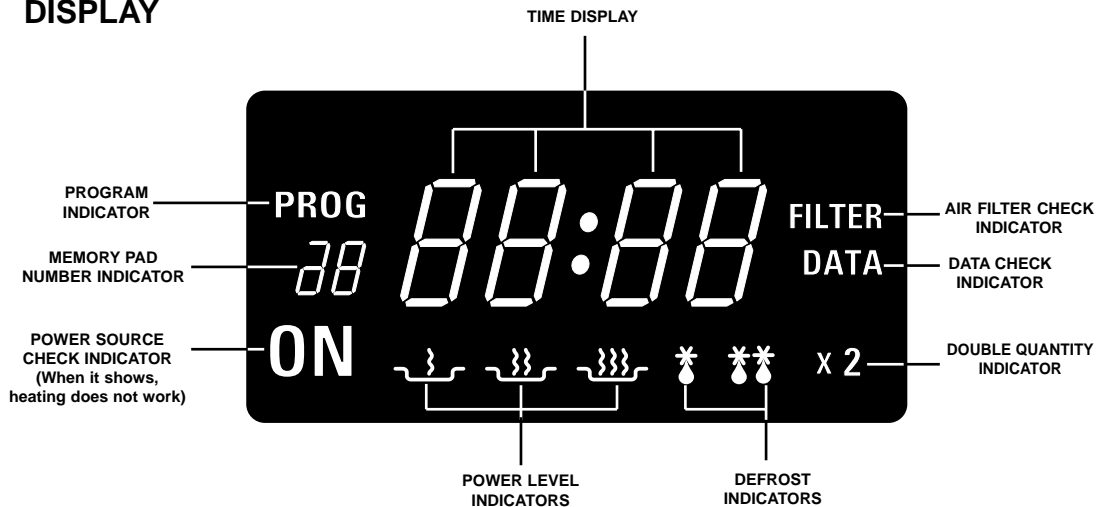 DISPLAY
TIME DISPLAY
PROGRAM
INDICATOR
PROG
88:88
FILTER
AIR FILTER CHECK
INDICATOR
MEMORY PAD
NUMBER INDICATOR
38
DATA
DATA CHECK
INDICATOR
POWER SOURCE
CHECK INDICATOR
(When it shows,
heating does not work)
ON
x 2
DOUBLE QUANTITY
INDICATOR
POWER LEVEL
INDICATORS
DEFROST
INDICATORS